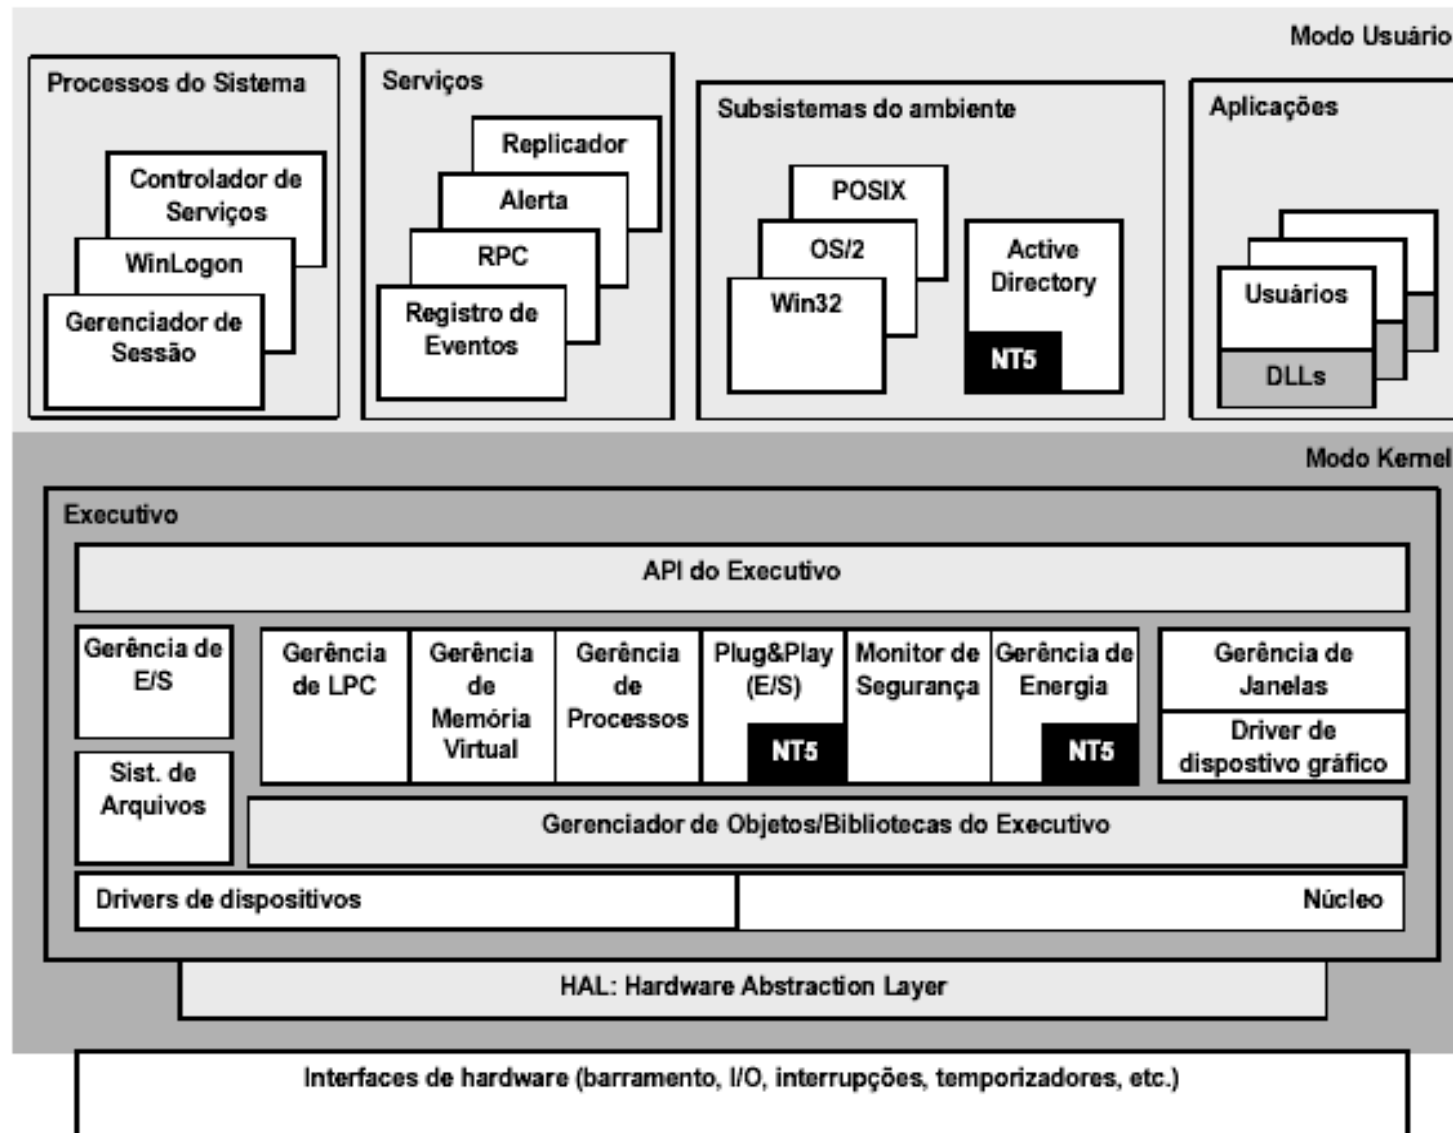 Modo Usuário
Processos do Sistema
Controlador de
Serviços
WinLogon
Gerenciador de
Sessão
Serviços
Replicador
Alerta
RPC
Registro de
Eventos
Subsistemas do ambiente
POSIX
OS/2
Win32
Active
Directory
NT5
Aplicações
Usuários
DLLs
Modo Kernel
Executivo
API do Executivo
Gerência de
E/S
Sist. de
Arquivos
Gerência
de LPC
Gerência
de
Memória
Virtual
Gerência
de
Processos
Plug&Play
(E/S)
NT5
Monitor de
Segurança
Gerência de
Energia
NT5
Gerência de
Janelas
Driver de
dispostivo gráfico
Gerenciador de Objetos/Bibliotecas do Executivo
Drivers de dispositivos
Núcleo
HAL: Hardware Abstraction Layer
Interfaces de hardware (barramento, I/O, interrupções, temporizadores, etc.)